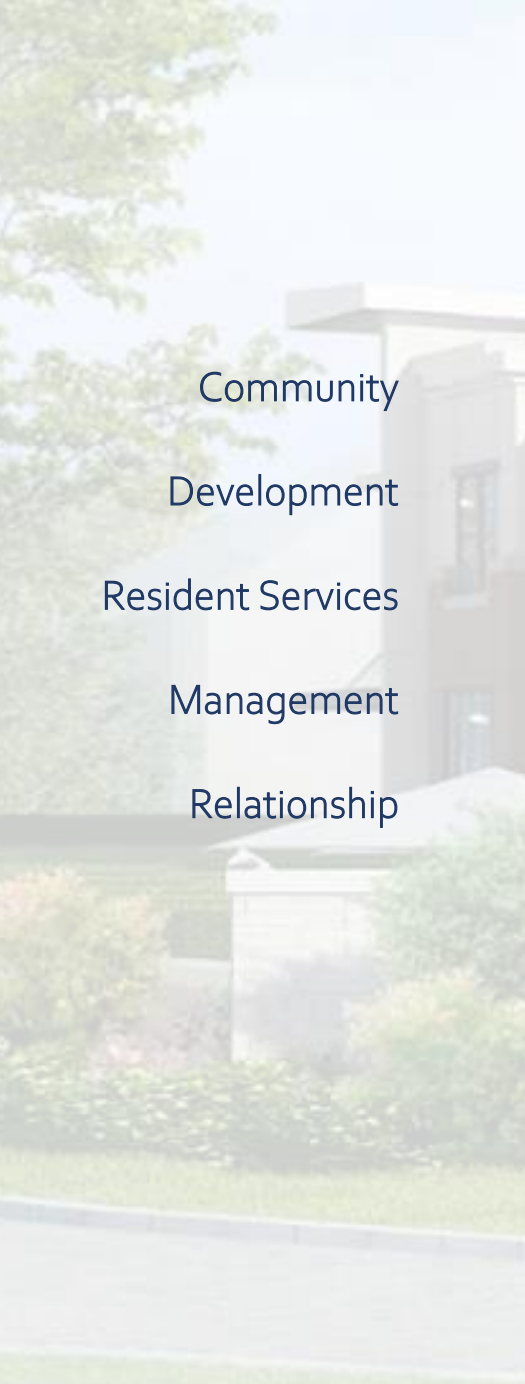 Community
Development
Resident Services
Management
Relationship